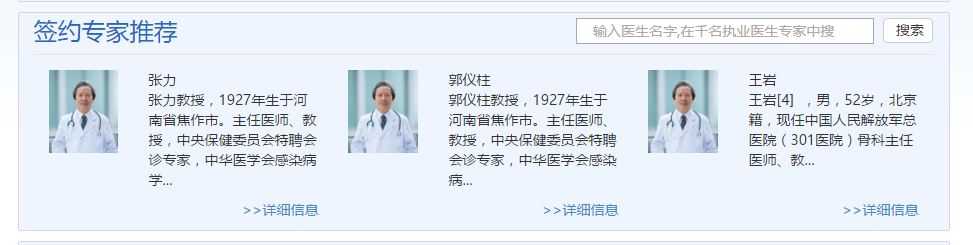 签约专家推荐
输入医生名字,在千名执业医生专家中搜
搜索
张力
张力教授，1927年生于河
南省焦作市。主任医师、教
授，中央保健委员会特聘会
诊专家，中华医学会感染病
学...
>>详细信息
郭仪柱
郭仪柱教授，1927年生于
河南省焦作市。主任医师、
教授，中央保健委员会特聘
会诊专家，中华医学会感染
病...
>>详细信息
王岩
王岩[4] ，男，52岁，北京
籍，现任中国人民解放军总
医院（301医院）骨科主任
医师、教...
>>详细信息